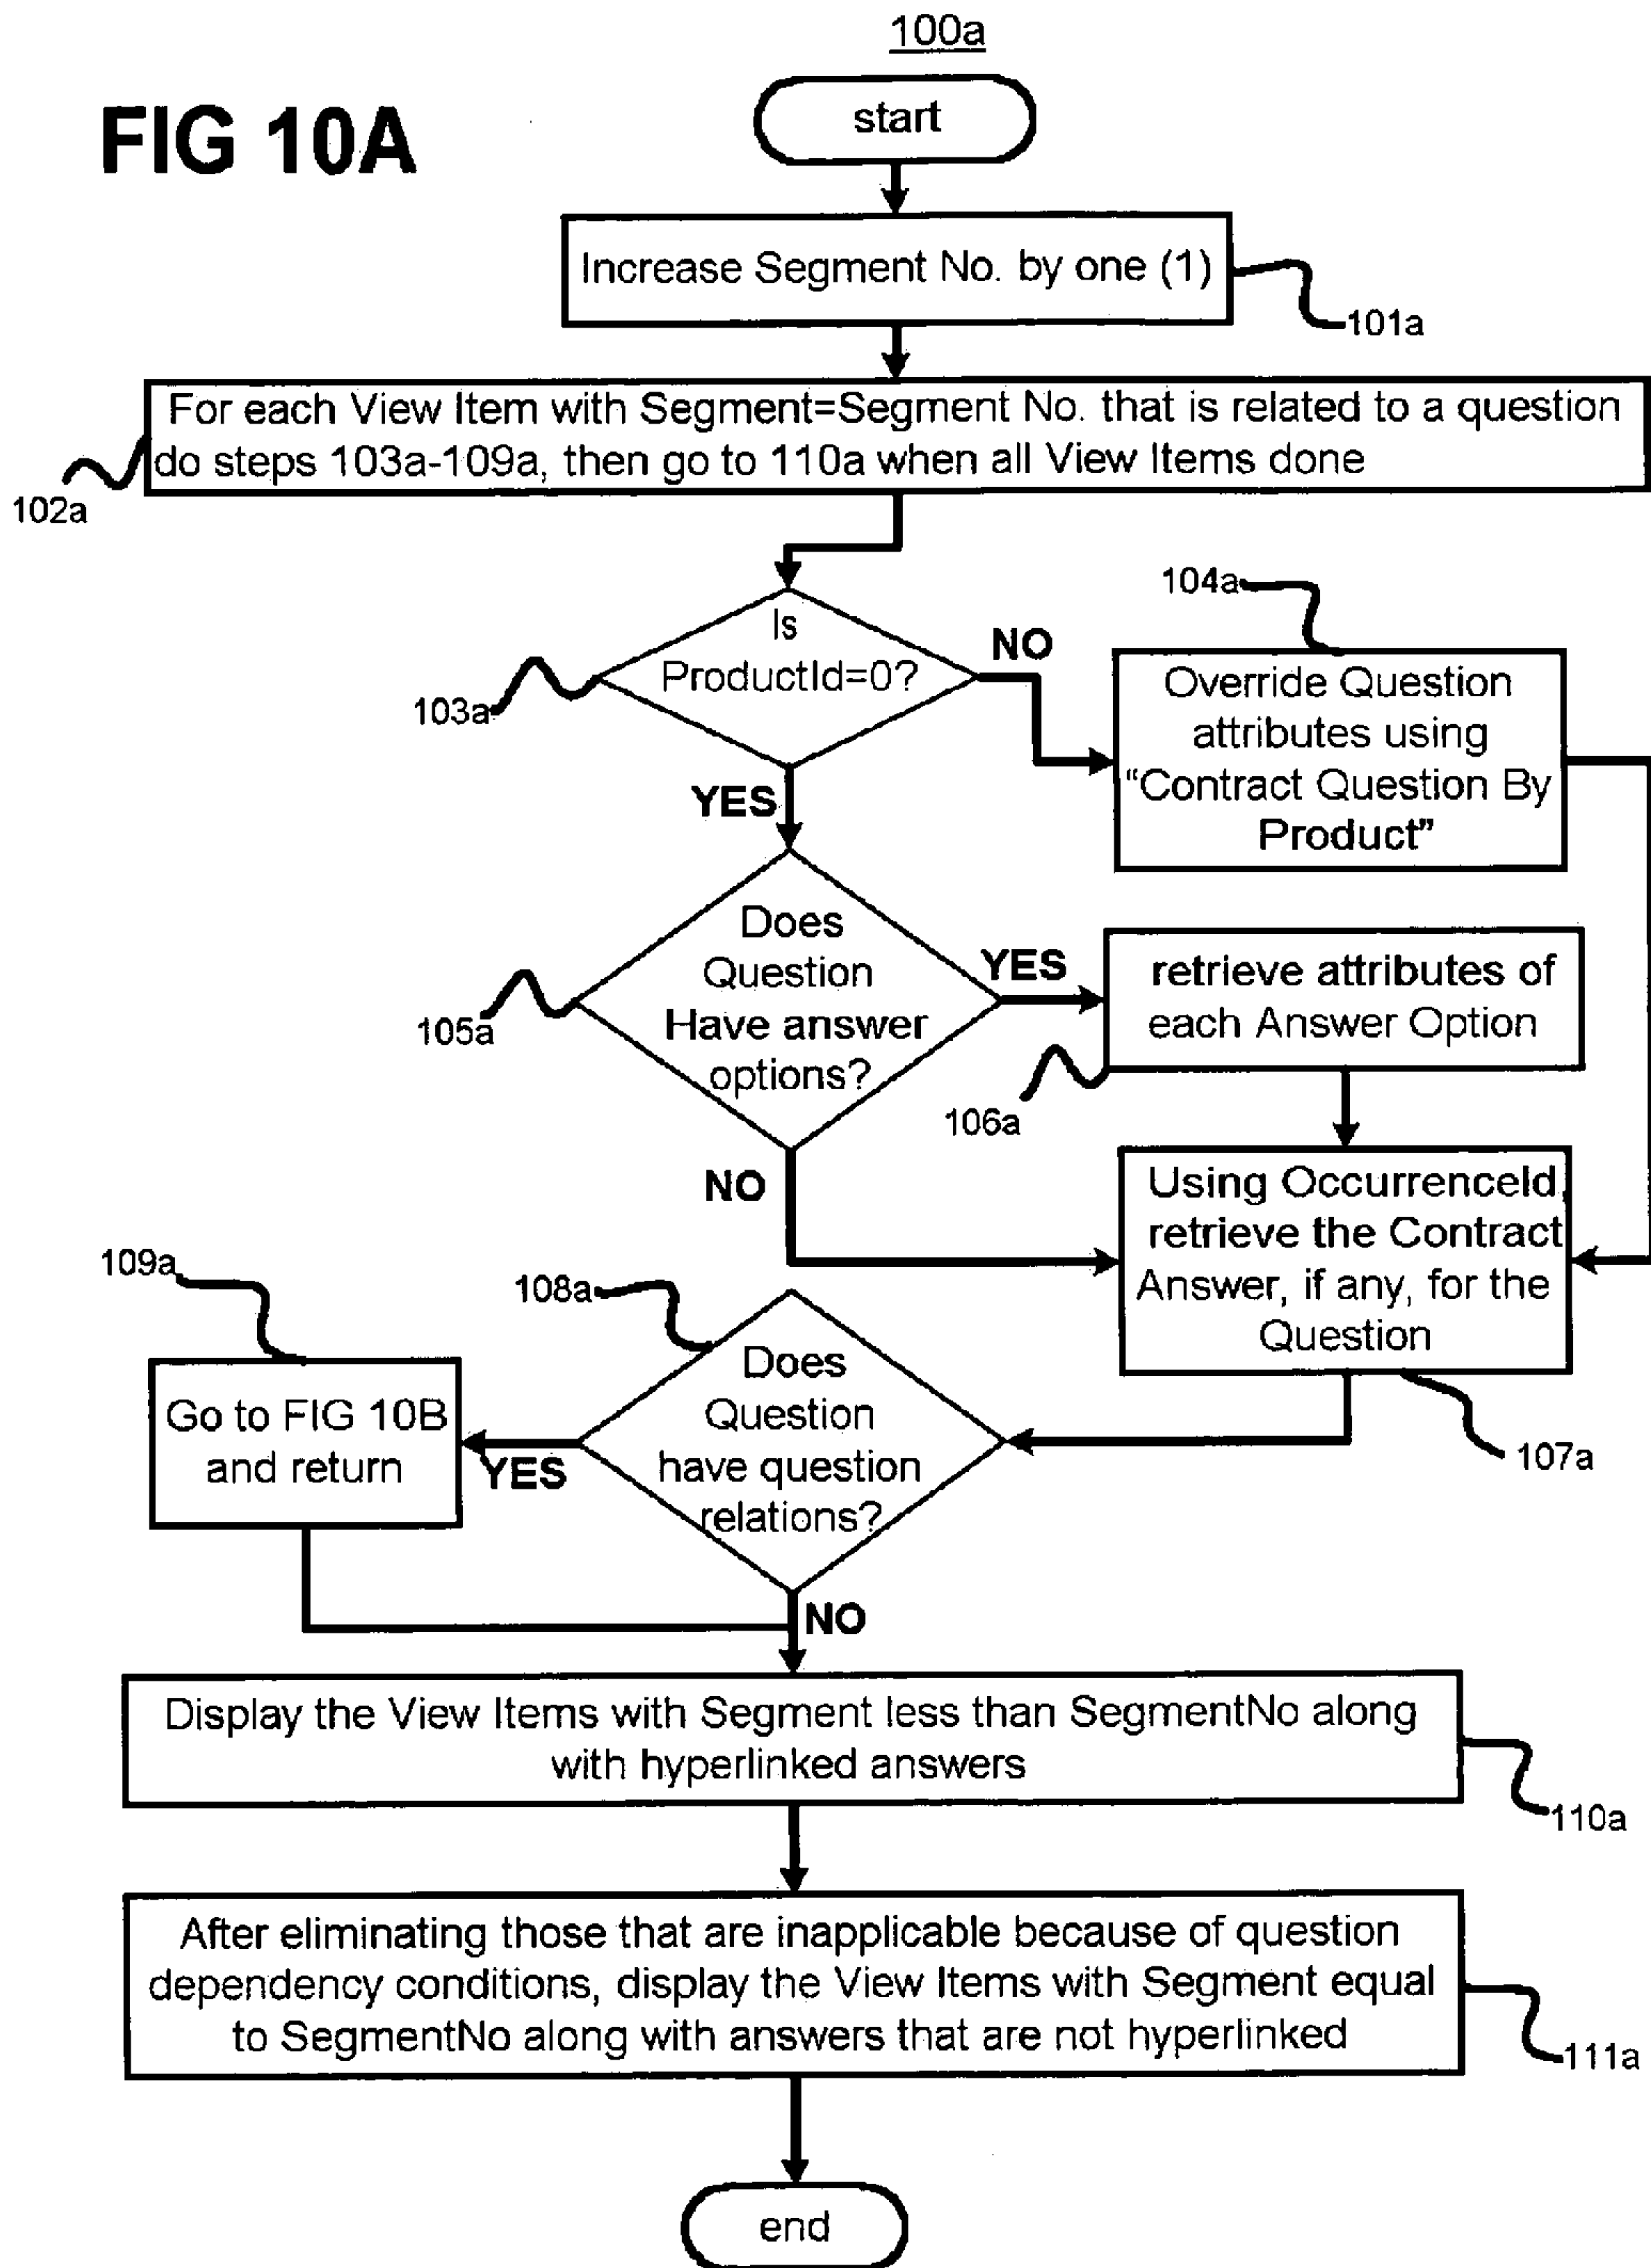 100a
FIG 10A
start
Increase Segment No. by one (1)
101a
For each View Item with Segment=Segment No. that is related to a question
do steps 103a-109a, then go to 110a when all View Items done
102a
Is
ProductId=0?
103a
NO
104a
Override Question
attributes using
“Contract Question By
Product”
YES
Does
Question
Have answer
options?
105a
YES
retrieve attributes of
each Answer Option
106a
NO
Using OccurrenceId
retrieve the Contract
Answer, if any, for the
Question
107a
109a
108a
Does
Question
have question
relations?
Go to FIG 10B
and return
YES
NO
Display the View Items with Segment less than SegmentNo along
with hyperlinked answers
110a
After eliminating those that are inapplicable because of question
dependency conditions, display the View Items with Segment equal
to SegmentNo along with answers that are not hyperlinked
111a
end